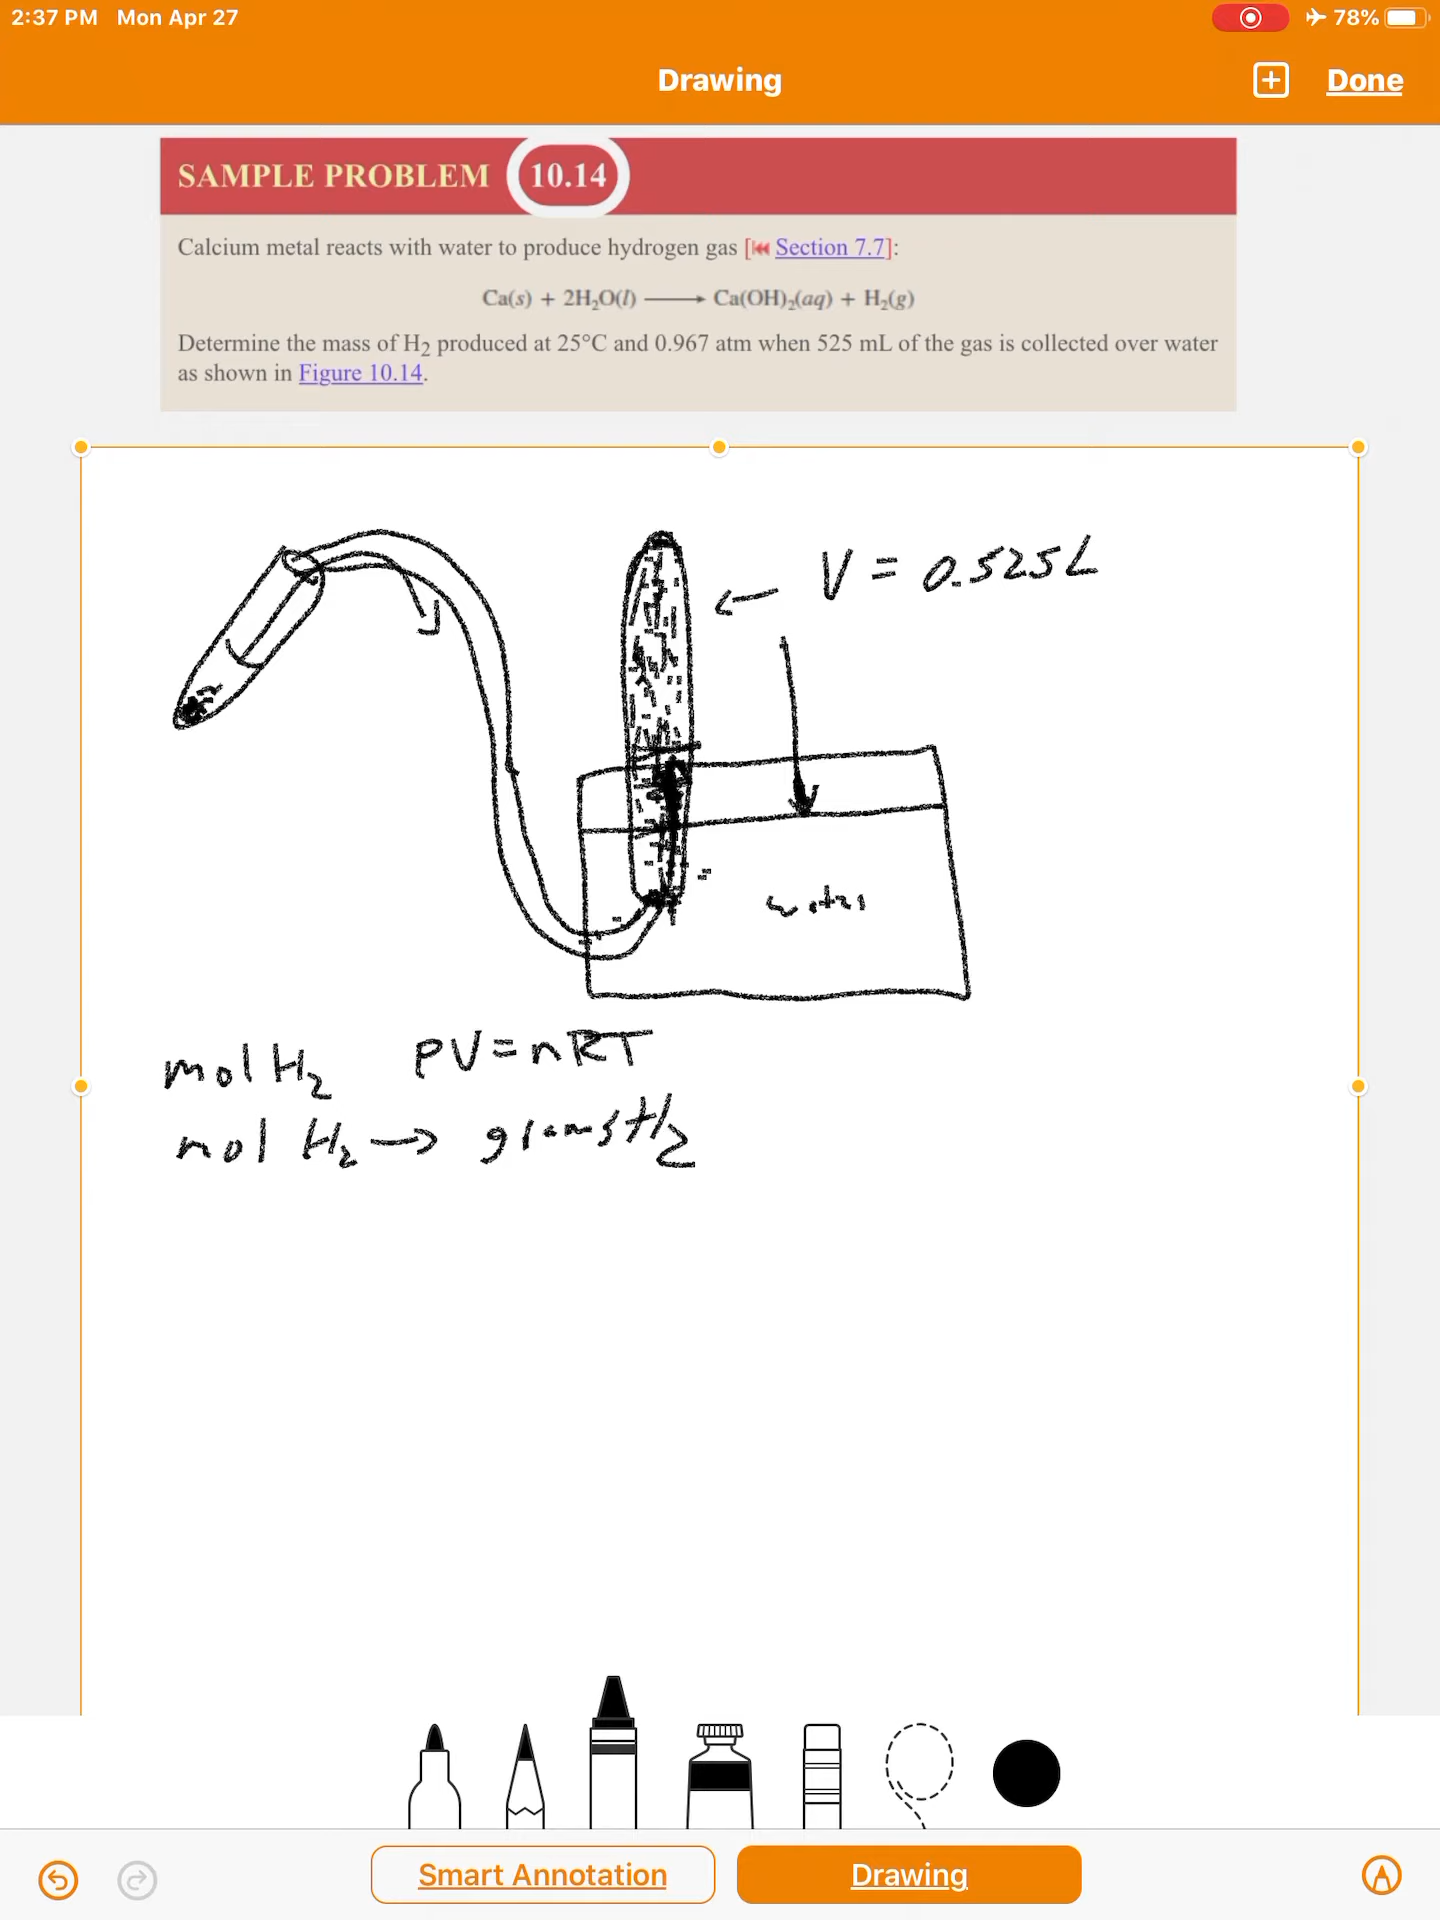 2:37 PM Mon Apr 27 78%
Drawing Done
SAMPLE PROBLEM 10.14
Calcium metal reacts with water to produce hydrogen gas [⏮ Section 7.7]:
Ca(s) + 2H₂O(l) ⟶ Ca(OH)₂(aq) + H₂(g)
Determine the mass of H₂ produced at 25°C and 0.967 atm when 525 mL of the gas is collected over water
as shown in Figure 10.14.
← V = 0.525L
water
mol H₂ PV=nRT
mol H₂ → grams H₂
Smart Annotation Drawing